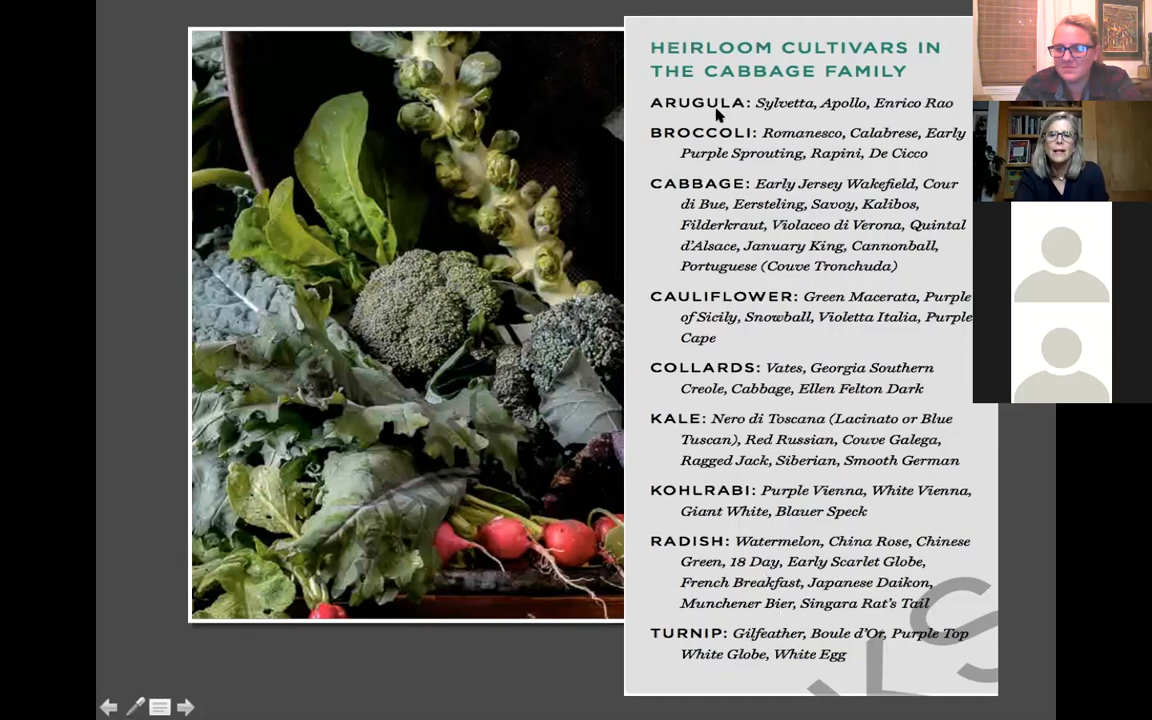 HEIRLOOM CULTIVARS IN
THE CABBAGE FAMILY
ARUGULA: Sylvetta, Apollo, Enrico Rao
BROCCOLI: Romanesco, Calabrese, Early
Purple Sprouting, Rapini, De Cicco
CABBAGE: Early Jersey Wakefield, Cour
di Bue, Eersteling, Savoy, Kalibos,
Filderkraut, Violaceo di Verona, Quintal
d'Alsace, January King, Cannonball,
Portuguese (Couve Tronchuda)
CAULIFLOWER: Green Macerata, Purple
of Sicily, Snowball, Violetta Italia, Purple
Cape
COLLARDS: Vates, Georgia Southern
Creole, Cabbage, Ellen Felton Dark
KALE: Nero di Toscana (Lacinato or Blue
Tuscan), Red Russian, Couve Galega,
Ragged Jack, Siberian, Smooth German
KOHLRABI: Purple Vienna, White Vienna,
Giant White, Blauer Speck
RADISH: Watermelon, China Rose, Chinese
Green, 18 Day, Early Scarlet Globe,
French Breakfast, Japanese Daikon,
Munchener Bier, Singara Rat's Tail
TURNIP: Gilfeather, Boule d'Or, Purple Top
White Globe, White Egg